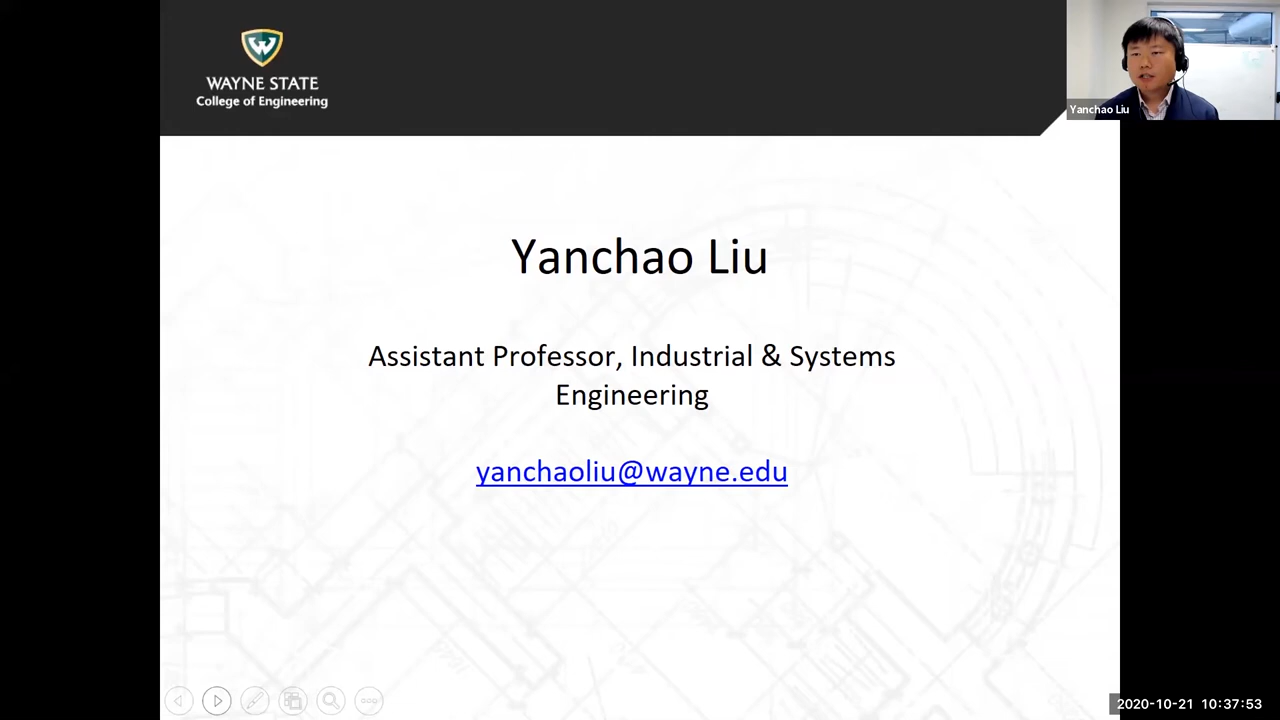 WAYNE STATE
College of Engineering
Yanchao Liu
Yanchao Liu
Assistant Professor, Industrial & Systems
Engineering
yanchaoliu@wayne.edu
2020-10-21 10:37:53